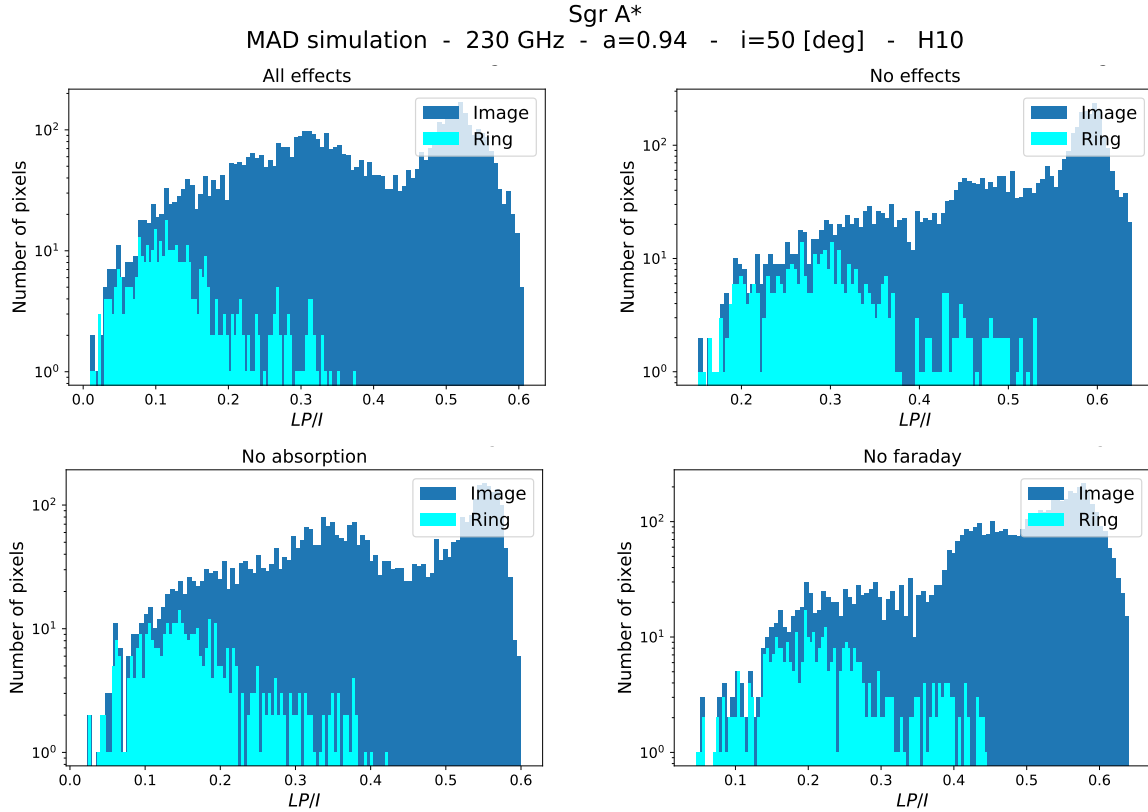 Sgr A*
MAD simulation - 230 GHz - a=0.94 - i=50 [deg] - H10
All effects
Number of pixels
10²
10¹
10⁰
Image
Ring
0.0 0.1 0.2 0.3 0.4 0.5 0.6
LP/I
No effects
Number of pixels
10²
10¹
10⁰
Image
Ring
0.2 0.3 0.4 0.5 0.6
LP/I
No absorption
Number of pixels
10²
10¹
10⁰
Image
Ring
0.0 0.1 0.2 0.3 0.4 0.5 0.6
LP/I
No faraday
Number of pixels
10²
10¹
10⁰
Image
Ring
0.1 0.2 0.3 0.4 0.5 0.6
LP/I